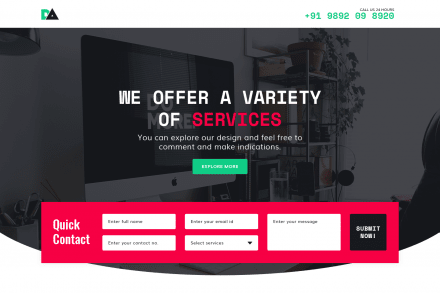 CALL US 24 HOURS
+91 9892 09 8920
WE OFFER A VARIETY
OF SERVICES
You can explore our design and feel free to
comment and make indications.
EXPLORE MORE
Quick
Contact
Enter full name
Enter your email id
Enter your message
Enter your contact no.
Select services
SUBMIT
NOW!